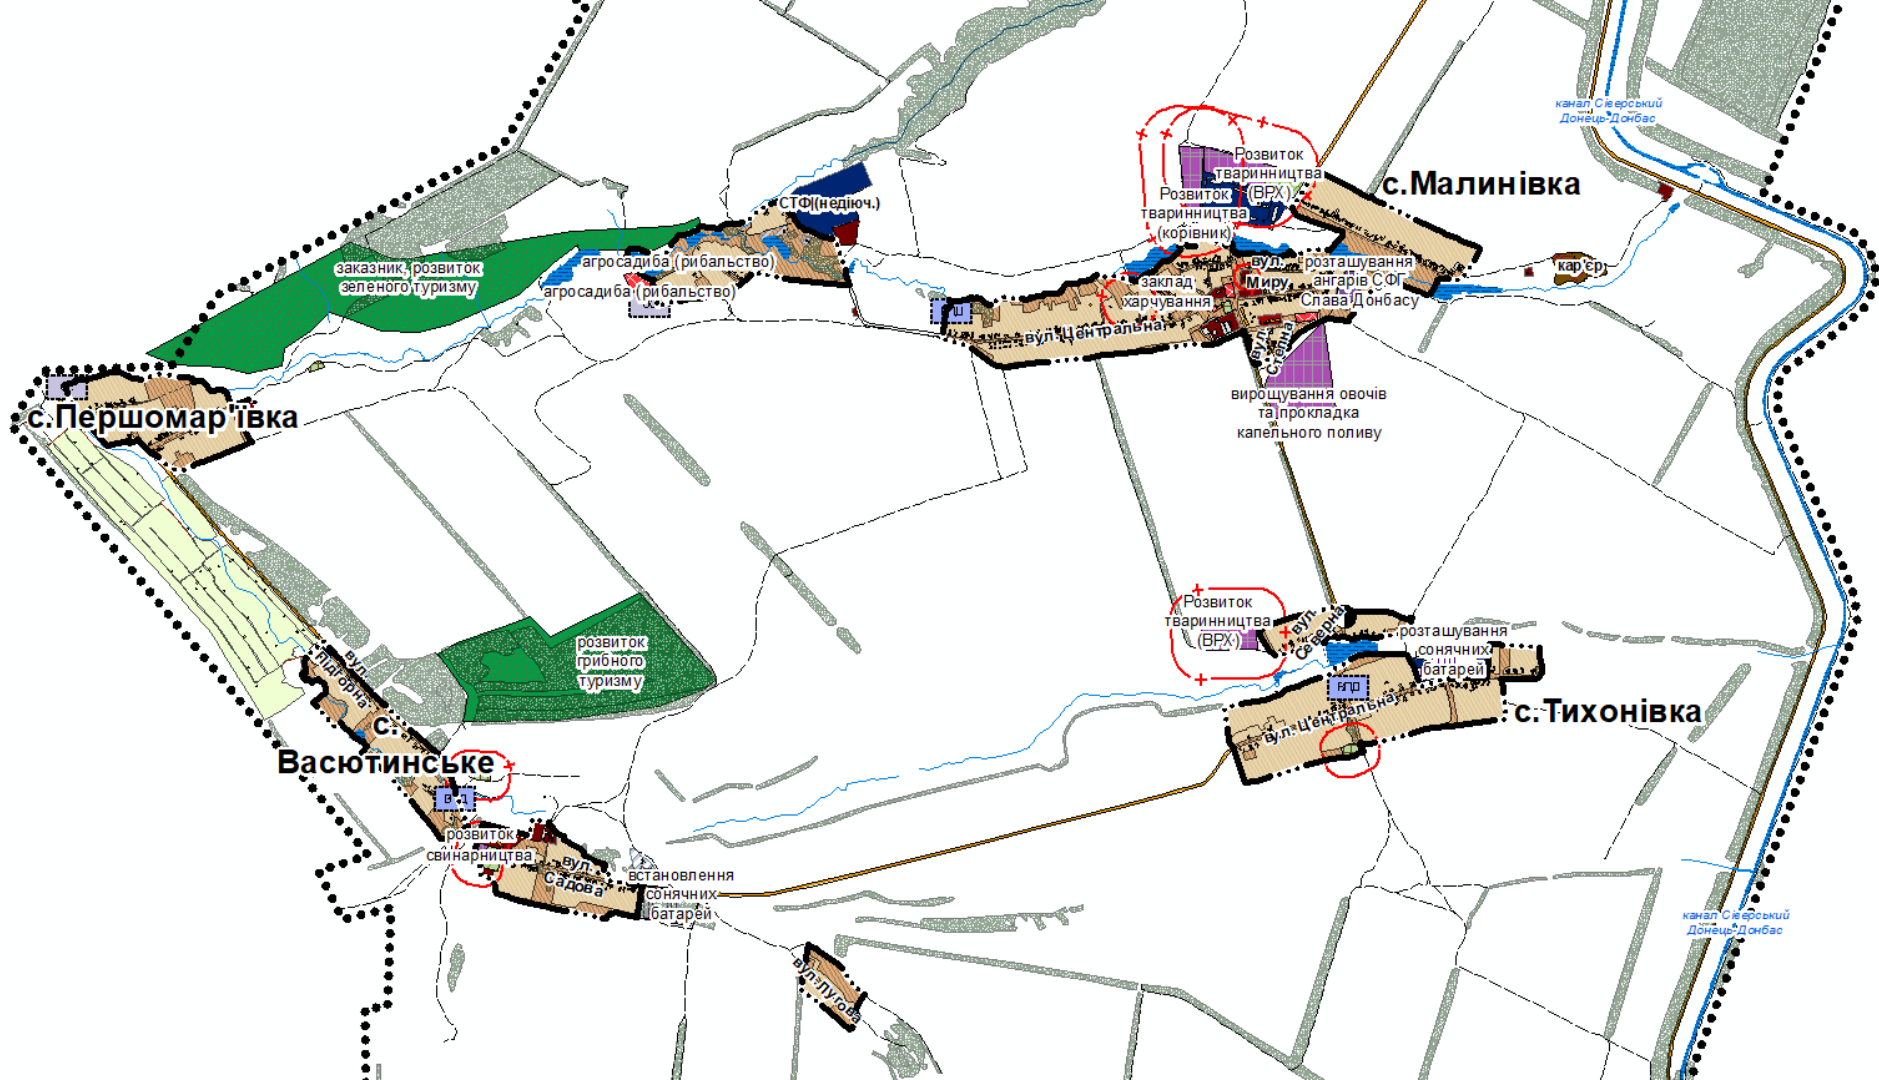 канал Сіверський
Донець-Донбас
Розвиток
тваринництва
(ВРХ)
с.Малинівка
Розвиток
тваринництва
(корівник)
СТФ(недіюч.)
заказник, розвиток
зеленого туризму
агросадиба (рибальство)
агросадиба (рибальство)
вул.
Миру
розташування
ангарів СФГ
Слава Донбасу
кар'єр
заклад
харчування
вул. Центральна
вул.
Степна
вирощування овочів
та прокладка
капельного поливу
с.Першомар'ївка
Розвиток
тваринництва
(ВРХ)
вул.
Северна
розташування
сонячних
батарей
ВПО
вул. Центральна
с.Тихонівка
розвиток
грибного
туризму
вул.
Підгорна
с.
Васютинське
розвиток
свинарництва
вул.
Садова
встановлення
сонячних
батарей
вул.Лугова
канал Сіверський
Донець-Донбас